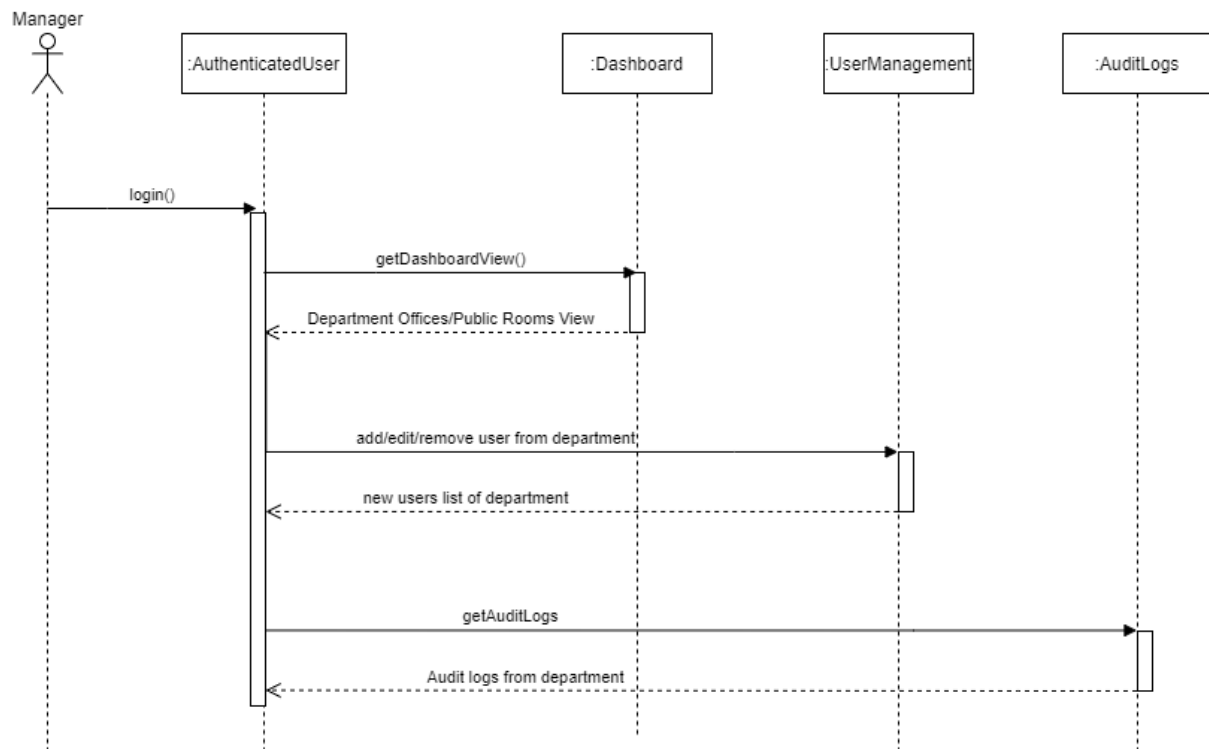 Manager
:AuthenticatedUser
:Dashboard
:UserManagement
:AuditLogs
login()
getDashboardView()
Department Offices/Public Rooms View
add/edit/remove user from department
new users list of department
getAuditLogs
Audit logs from department